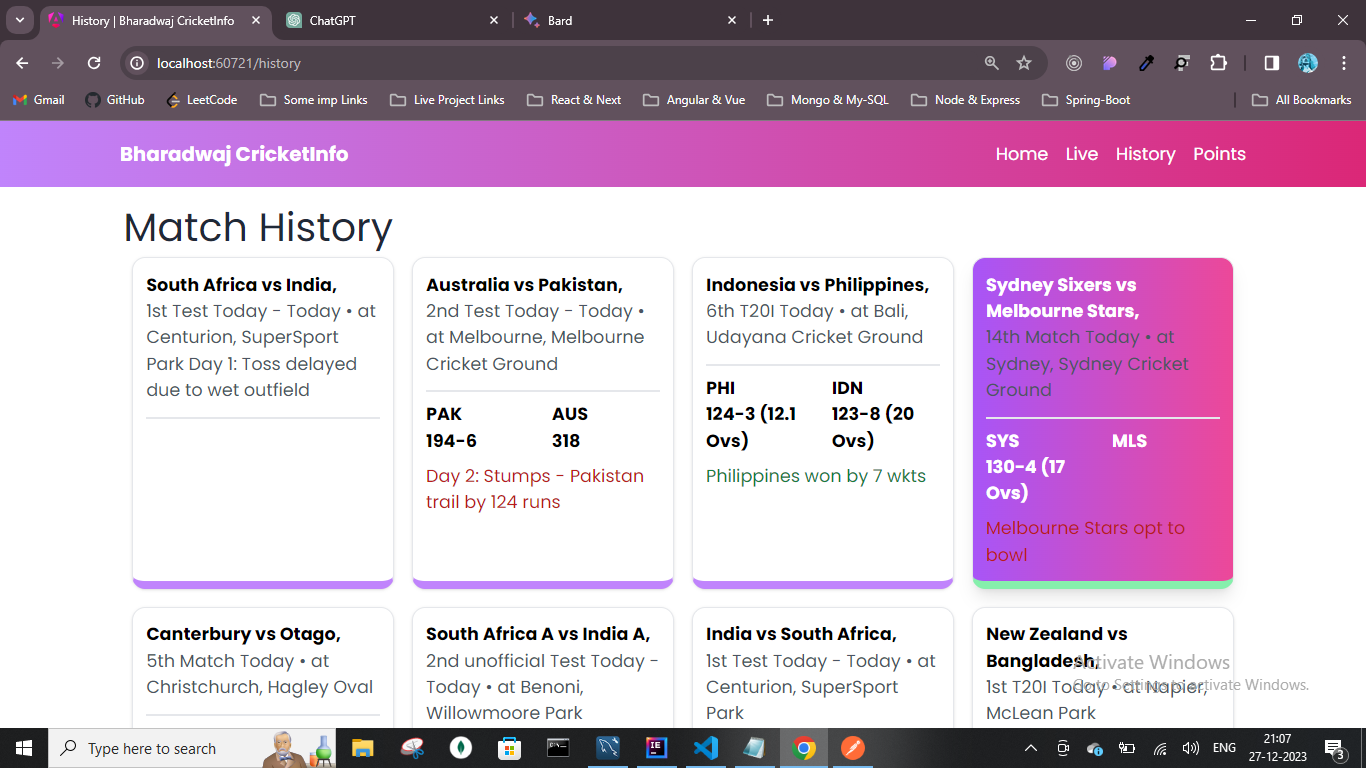 History | Bharadwaj CricketInfo
ChatGPT
Bard
localhost:60721/history
Gmail
GitHub
LeetCode
Some imp Links
Live Project Links
React & Next
Angular & Vue
Mongo & My-SQL
Node & Express
Spring-Boot
All Bookmarks
Bharadwaj CricketInfo
Home
Live
History
Points
Match History
South Africa vs India,
1st Test Today - Today • at
Centurion, SuperSport
Park Day 1: Toss delayed
due to wet outfield
Australia vs Pakistan,
2nd Test Today - Today •
at Melbourne, Melbourne
Cricket Ground
PAK
194-6
AUS
318
Day 2: Stumps - Pakistan
trail by 124 runs
Indonesia vs Philippines,
6th T20I Today • at Bali,
Udayana Cricket Ground
PHI
124-3 (12.1
Ovs)
IDN
123-8 (20
Ovs)
Philippines won by 7 wkts
Sydney Sixers vs
Melbourne Stars,
14th Match Today • at
Sydney, Sydney Cricket
Ground
SYS
130-4 (17
Ovs)
MLS
Melbourne Stars opt to
bowl
Canterbury vs Otago,
5th Match Today • at
Christchurch, Hagley Oval
South Africa A vs India A,
2nd unofficial Test Today -
Today • at Benoni,
Willowmoore Park
India vs South Africa,
1st Test Today - Today • at
Centurion, SuperSport
Park
New Zealand vs
Bangladesh,
1st T20I Today • at Napier,
McLean Park
Activate Windows
Go to Settings to activate Windows.
Type here to search
IE
ENG
21:07
27-12-2023
3